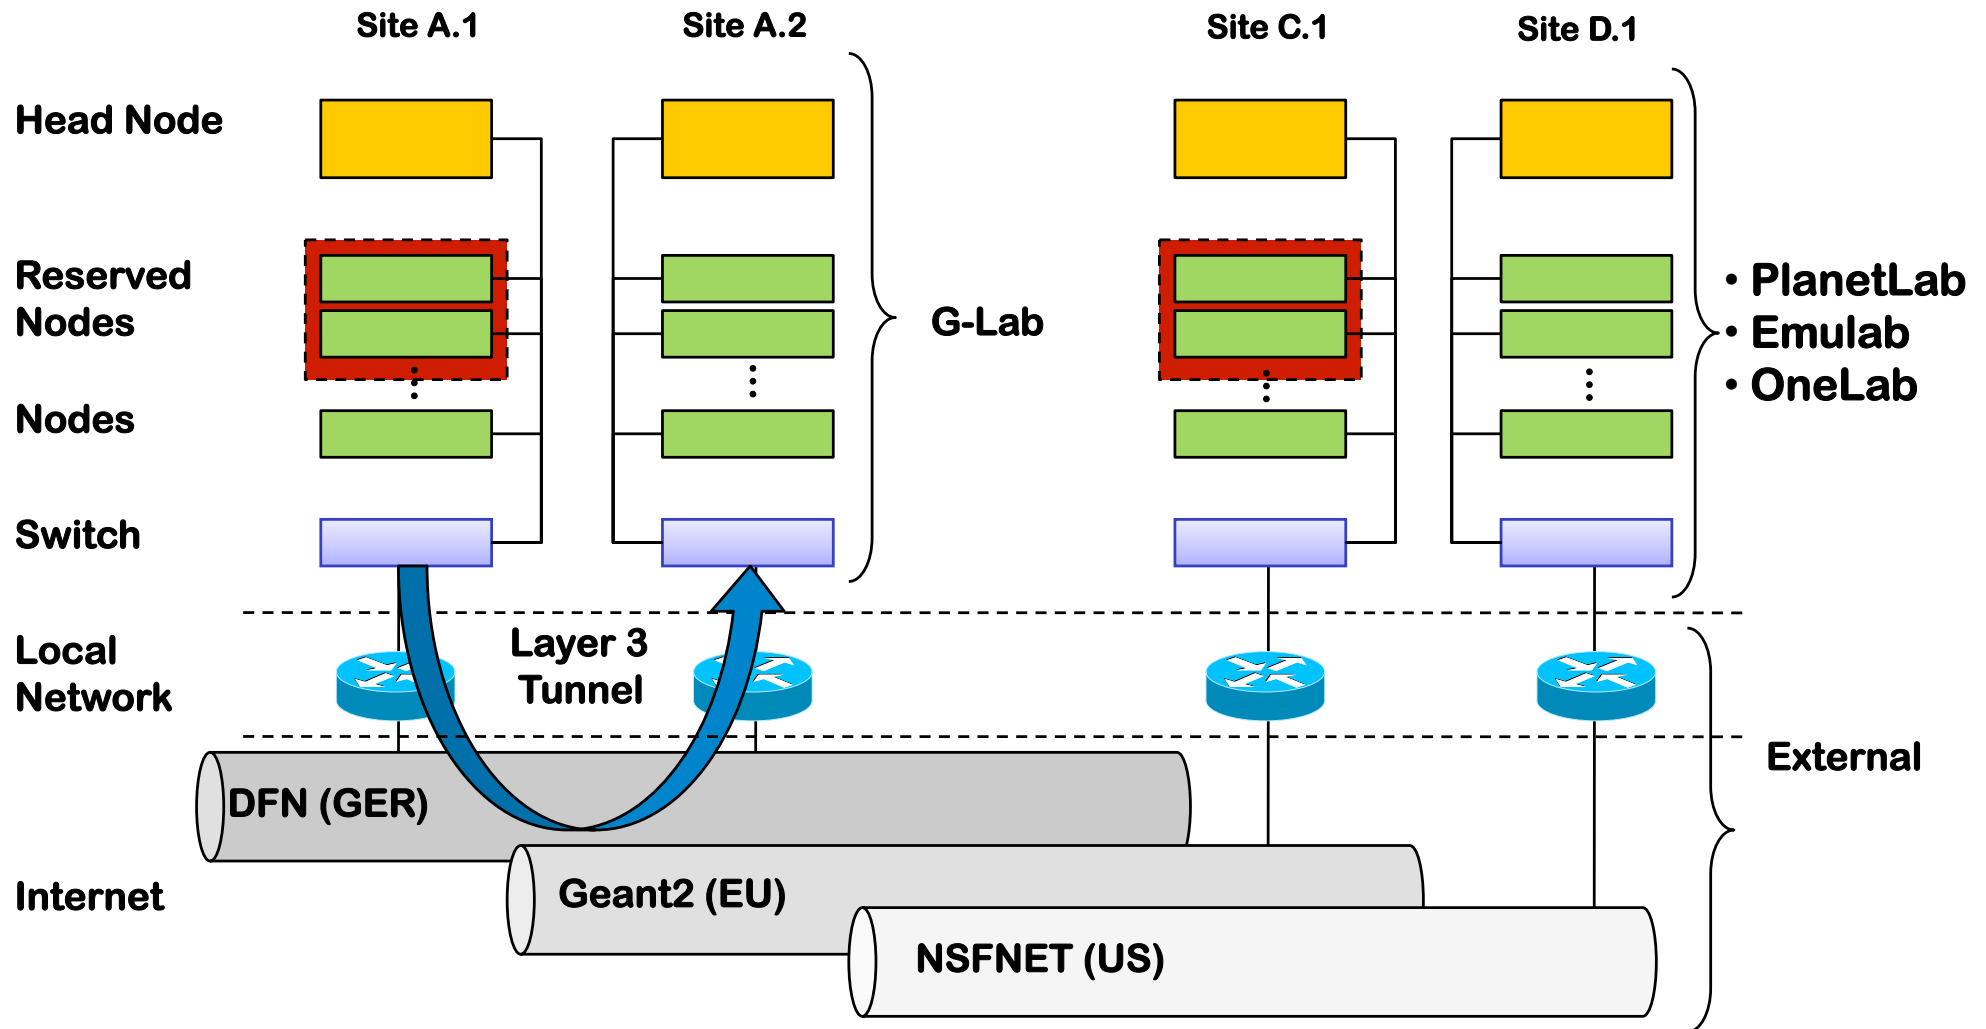 Site A.1
Site A.2
Site C.1
Site D.1
Head Node
Reserved
Nodes
G-Lab
• PlanetLab
• Emulab
• OneLab
Nodes
Switch
Local
Network
Layer 3
Tunnel
External
DFN (GER)
Internet
Geant2 (EU)
NSFNET (US)